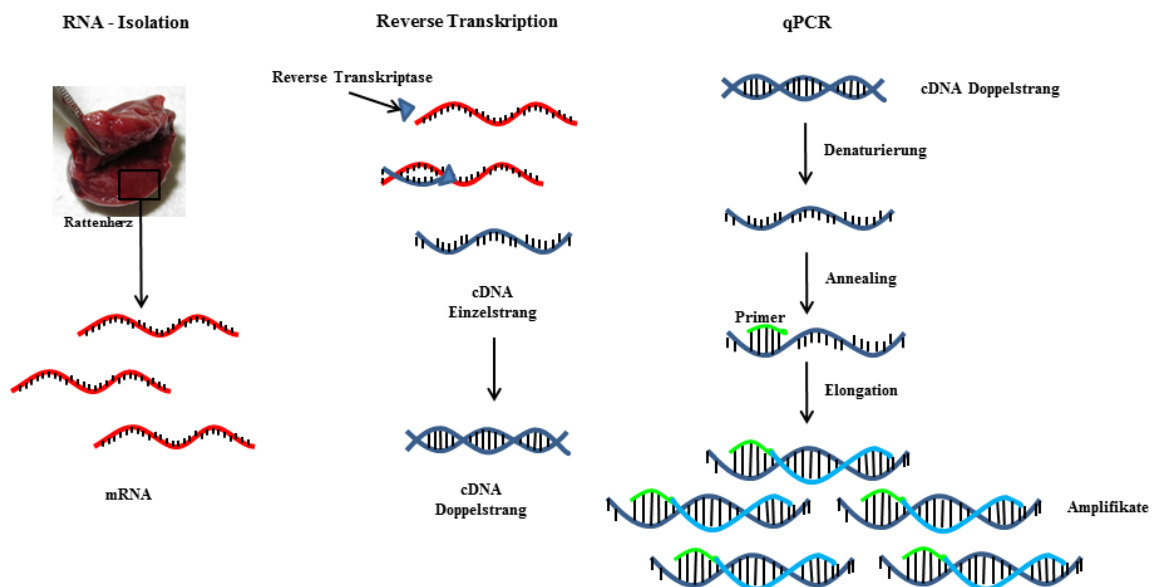 RNA - Isolation
Rattenherz
mRNA
Reverse Transkription
Reverse Transkriptase
cDNA
Einzelstrang
cDNA
Doppelstrang
qPCR
cDNA Doppelstrang
Denaturierung
Annealing
Primer
Elongation
Amplifikate